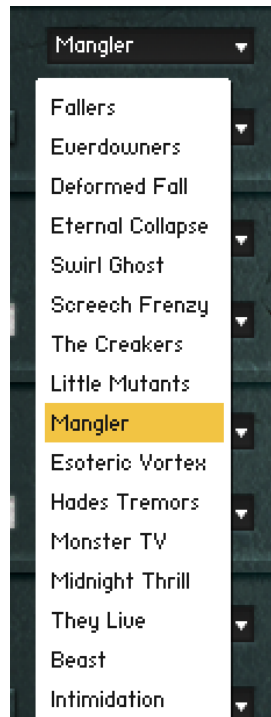 Mangler
Fallers
Everdowners
Deformed Fall
Eternal Collapse
Swirl Ghost
Screech Frenzy
The Creakers
Little Mutants
Mangler
Esoteric Vortex
Hades Tremors
Monster TV
Midnight Thrill
They Live
Beast
Intimidation